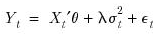 Y_t = X_t′θ + λσ_t^2 + ϵ_t